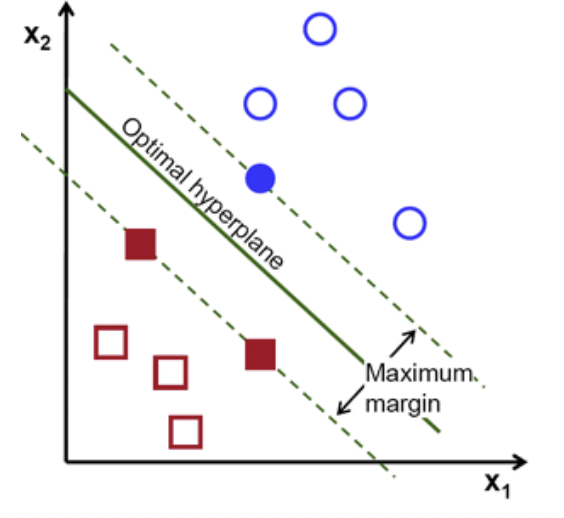 x2
Optimal hyperplane
Maximum
margin
x1